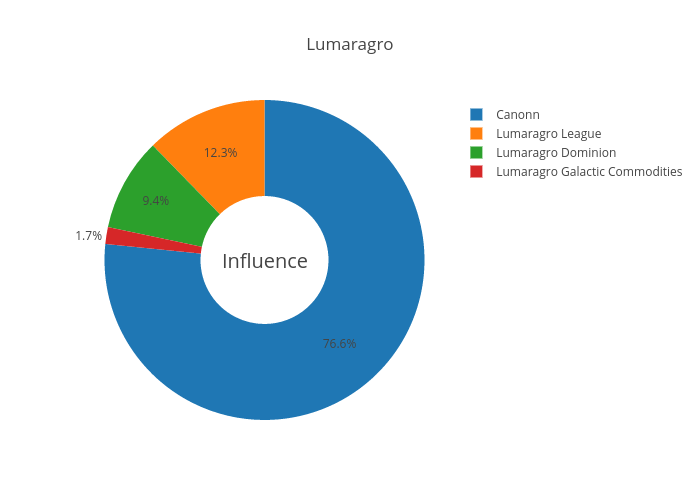 Lumaragro
Canonn
Lumaragro League
Lumaragro Dominion
Lumaragro Galactic Commodities
12.3%
9.4%
1.7%
Influence
76.6%